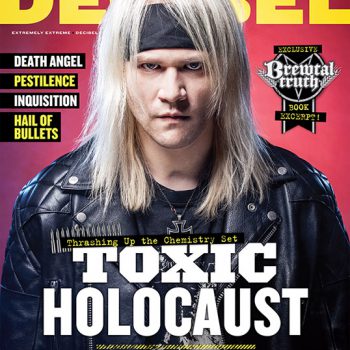 DECIBEL
EXTREMELY EXTREME
DECIBEL
DEATH ANGEL
PESTILENCE
INQUISITION
HAIL OF
BULLETS
EXCLUSIVE
Brewtal
truth
BOOK
EXCERPT!
Thrashing Up the Chemistry Set
TOXIC
HOLOCAUST